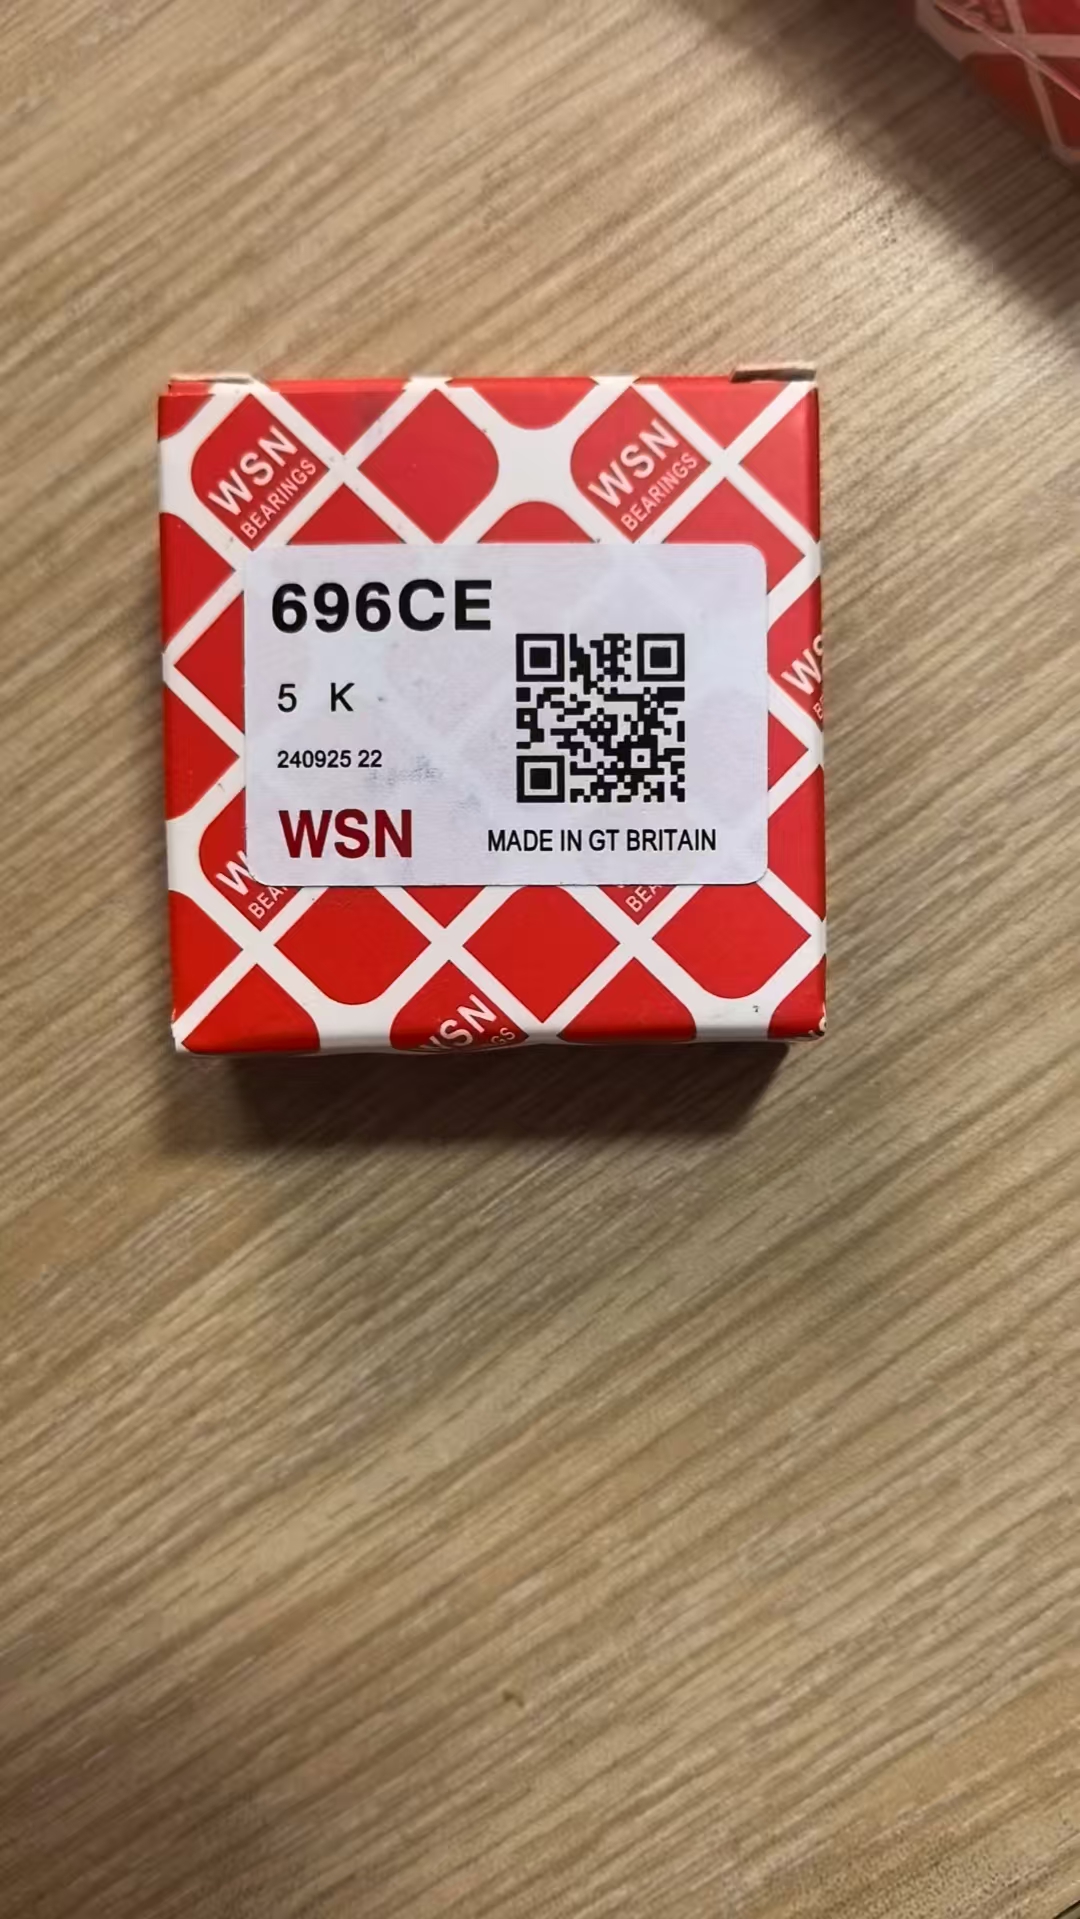 WSN
BEARINGS
WSN
BEARINGS
696CE
5 K
240925 22
WSN
MADE IN GT BRITAIN